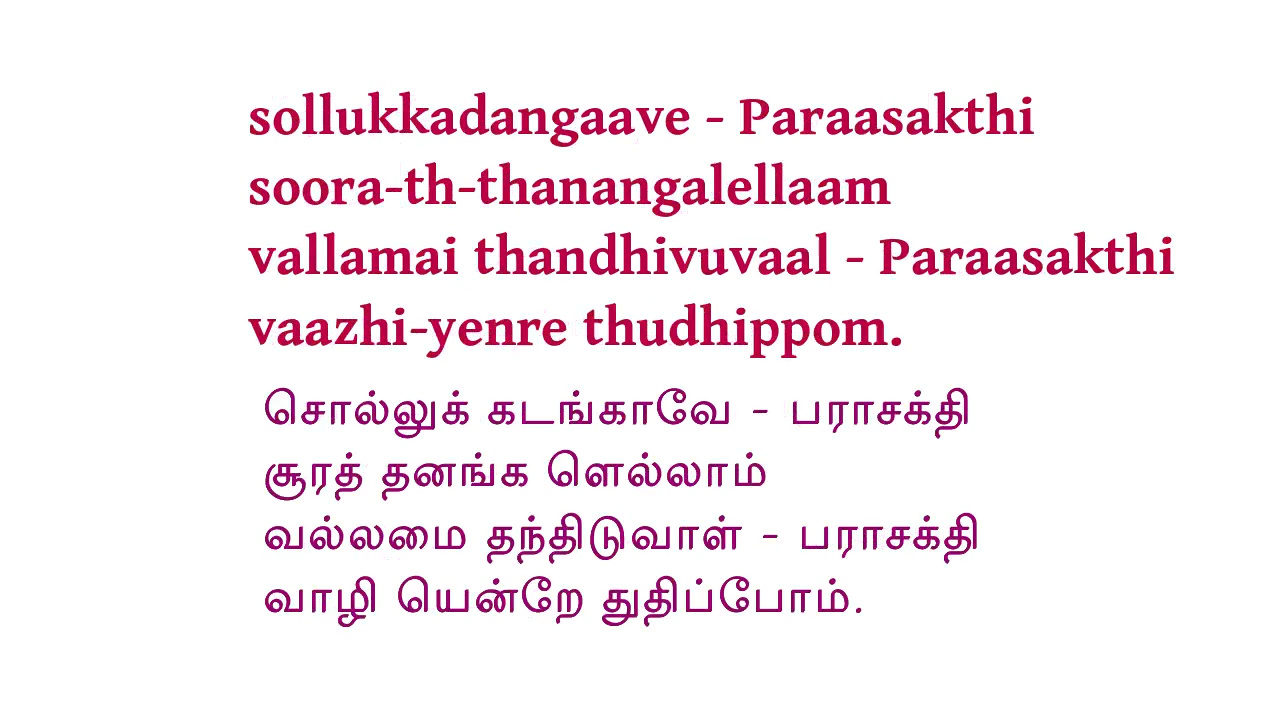 sollukkadangaave - Paraasakthi
soora-th-thanangalellaam
vallamai thandhivuvaal - Paraasakthi
vaazhi-yenre thudhippom.
சொல்லுக் கடங்காவே - பராசக்தி
சூரத் தனங்க ளெல்லாம்
வல்லமை தந்திடுவாள் - பராசக்தி
வாழி யென்றே துதிப்போம்.